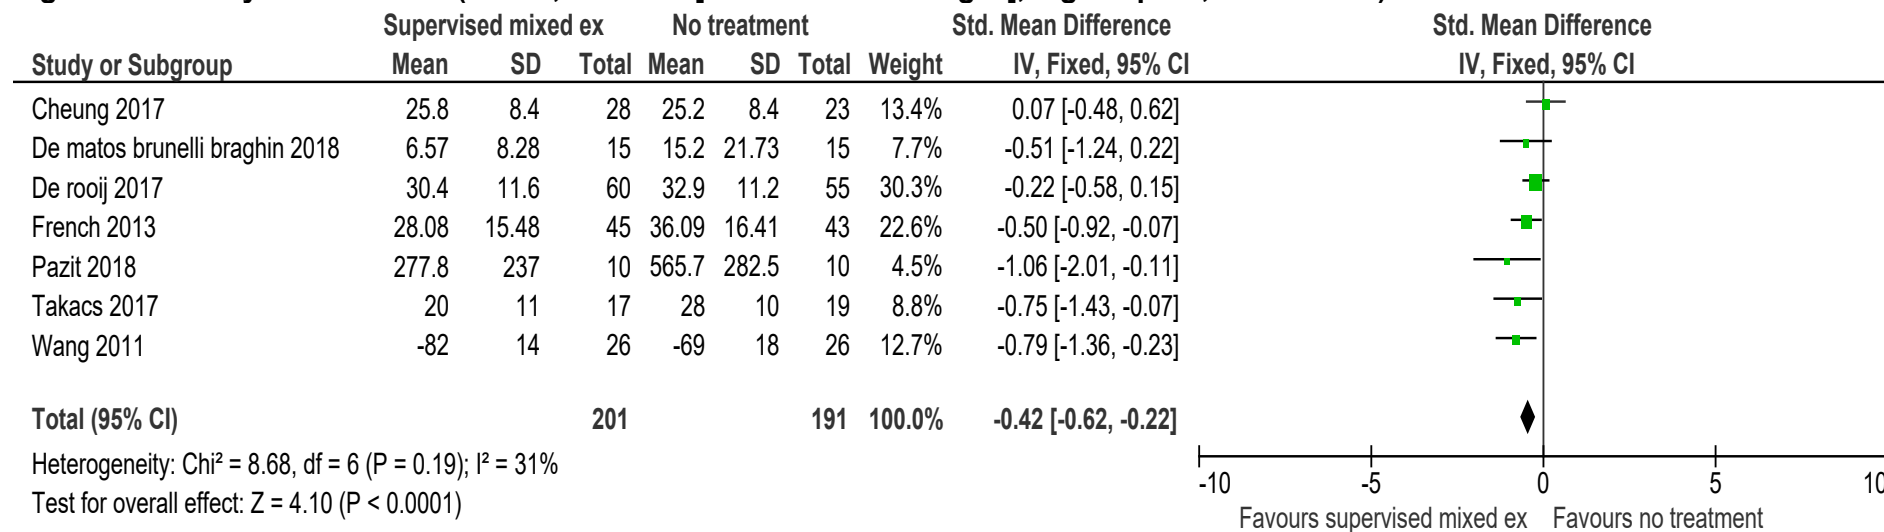 Supervised mixed ex No treatment Std. Mean Difference Std. Mean Difference
Study or Subgroup Mean SD Total Mean SD Total Weight IV, Fixed, 95% CI IV, Fixed, 95% CI
Cheung 2017 25.8 8.4 28 25.2 8.4 23 13.4% 0.07 [-0.48, 0.62]
De matos brunelli braghin 2018 6.57 8.28 15 15.2 21.73 15 7.7% -0.51 [-1.24, 0.22]
De rooij 2017 30.4 11.6 60 32.9 11.2 55 30.3% -0.22 [-0.58, 0.15]
French 2013 28.08 15.48 45 36.09 16.41 43 22.6% -0.50 [-0.92, -0.07]
Pazit 2018 277.8 237 10 565.7 282.5 10 4.5% -1.06 [-2.01, -0.11]
Takacs 2017 20 11 17 28 10 19 8.8% -0.75 [-1.43, -0.07]
Wang 2011 -82 14 26 -69 18 26 12.7% -0.79 [-1.36, -0.23]
Total (95% CI) 201 191 100.0% -0.42 [-0.62, -0.22]
Heterogeneity: Chi² = 8.68, df = 6 (P = 0.19); I² = 31%
Test for overall effect: Z = 4.10 (P < 0.0001)
-10 -5 0 5 10
Favours supervised mixed ex Favours no treatment